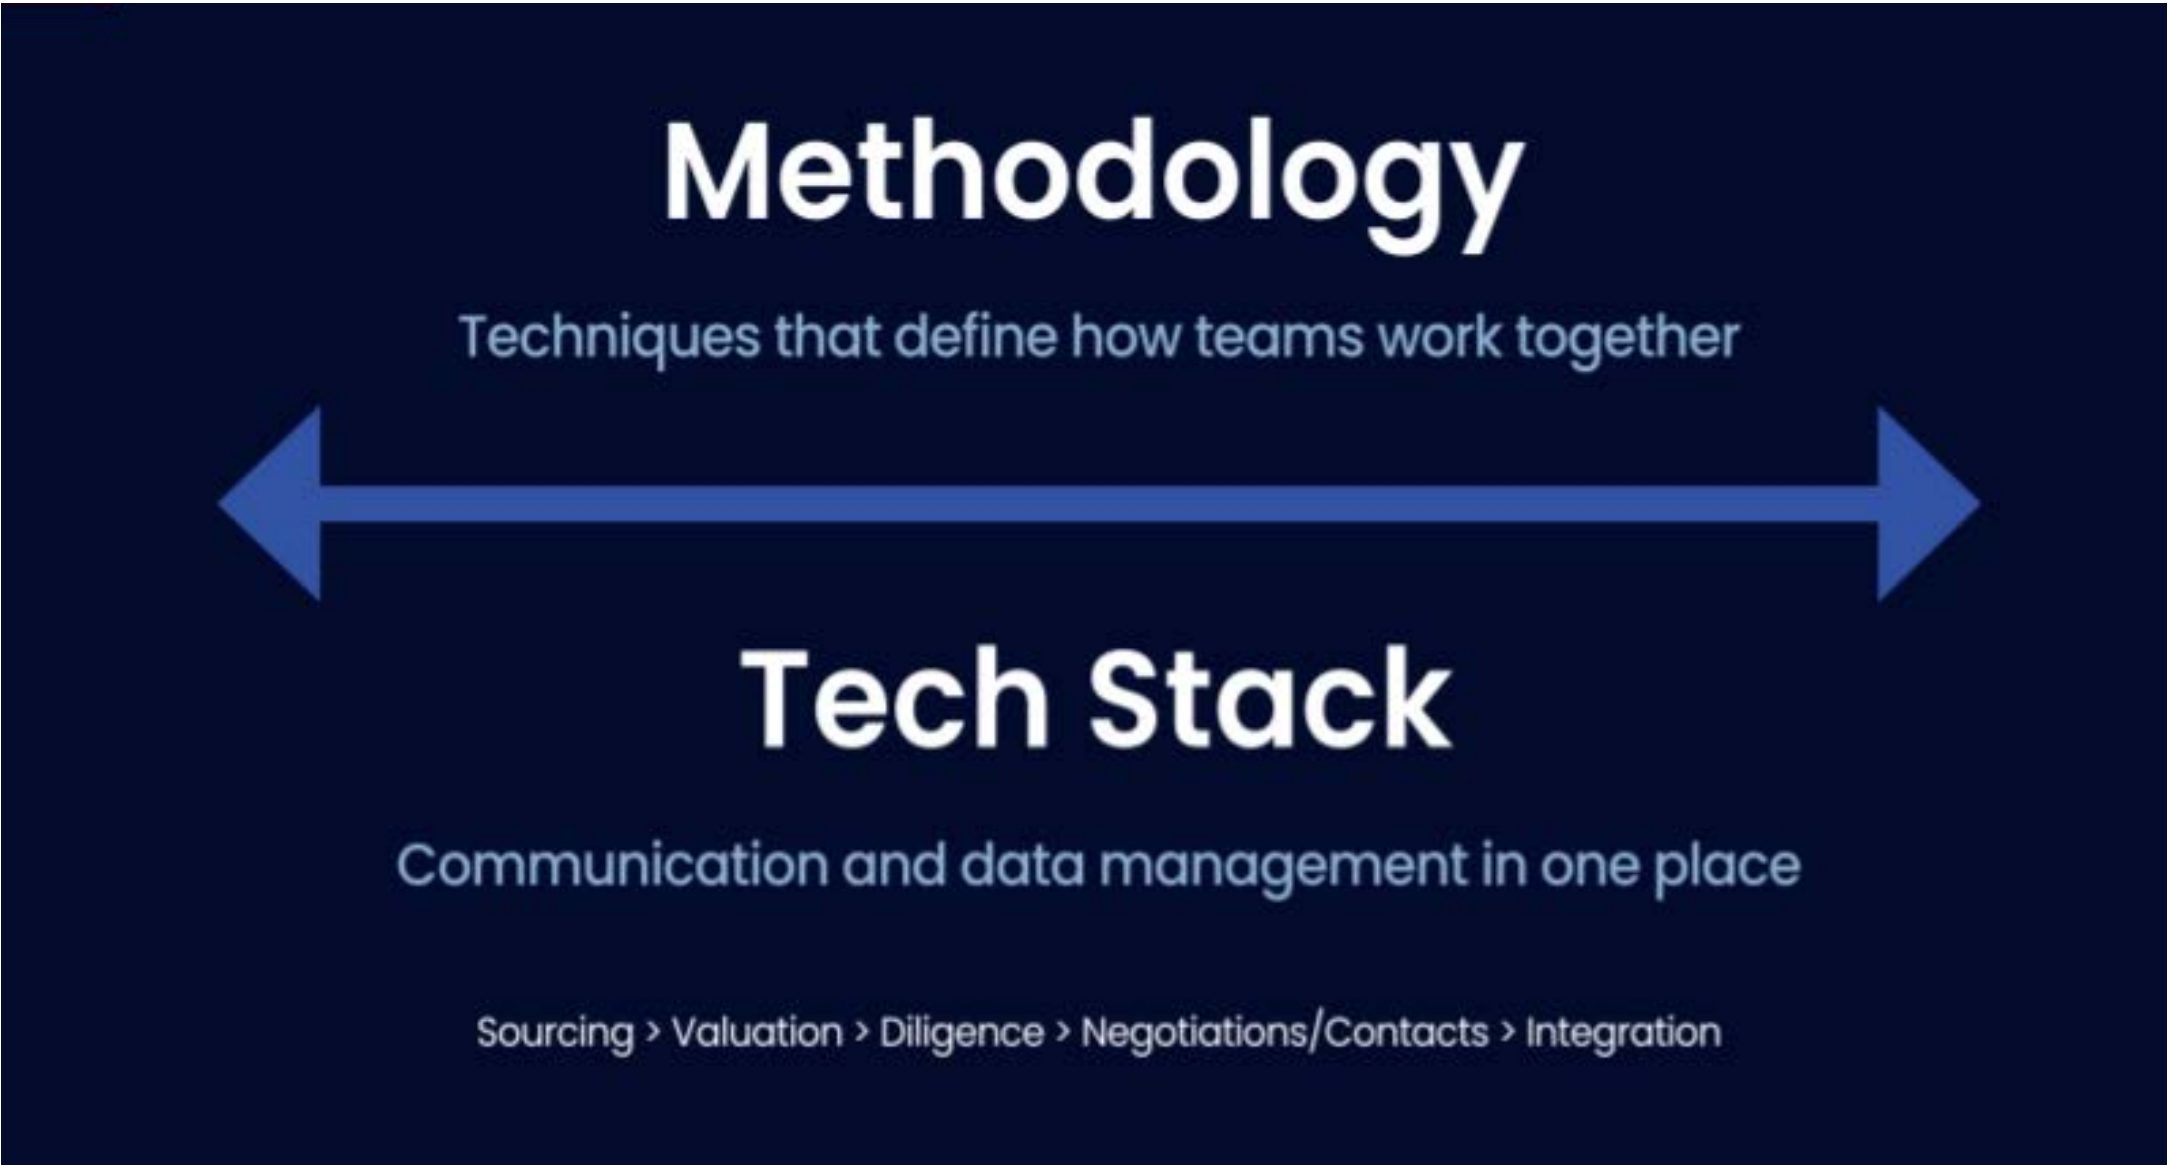 Methodology
Techniques that define how teams work together
Tech Stack
Communication and data management in one place
Sourcing > Valuation > Diligence > Negotiations/Contacts > Integration